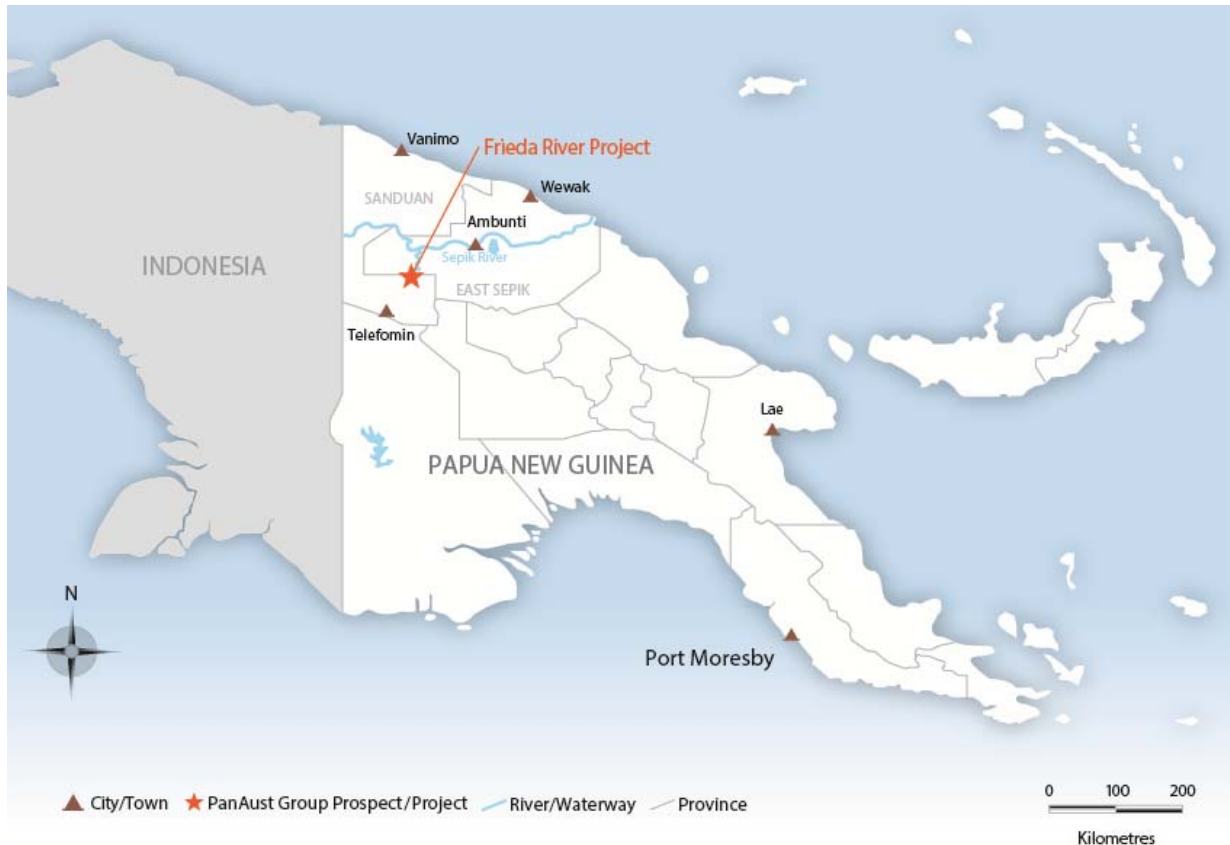 Vanimo
Frieda River Project
Wewak
SANDUAN
Ambunti
INDONESIA
Sepik River
EAST SEPIK
Telefomin
Lae
PAPUA NEW GUINEA
N
Port Moresby
City/Town PanAust Group Prospect/Project River/Waterway Province
0 100 200
Kilometres